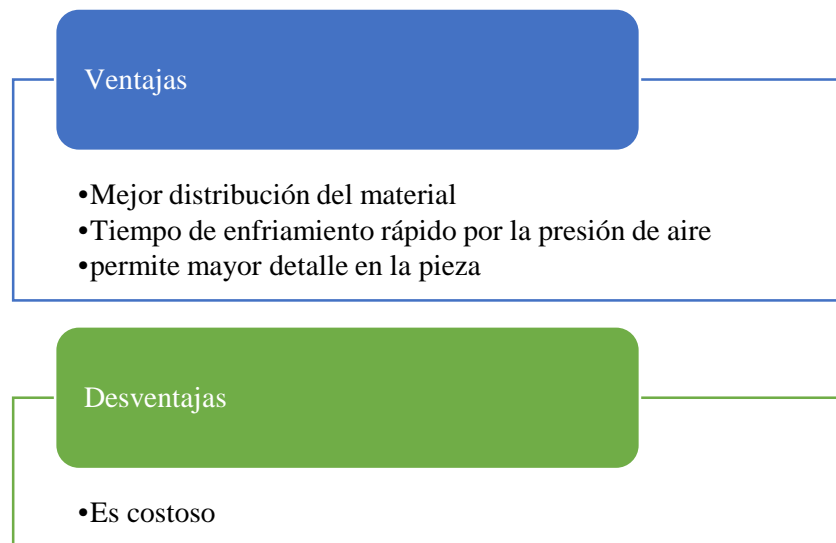 Ventajas
•Mejor distribución del material
•Tiempo de enfriamiento rápido por la presión de aire
•permite mayor detalle en la pieza
Desventajas
•Es costoso